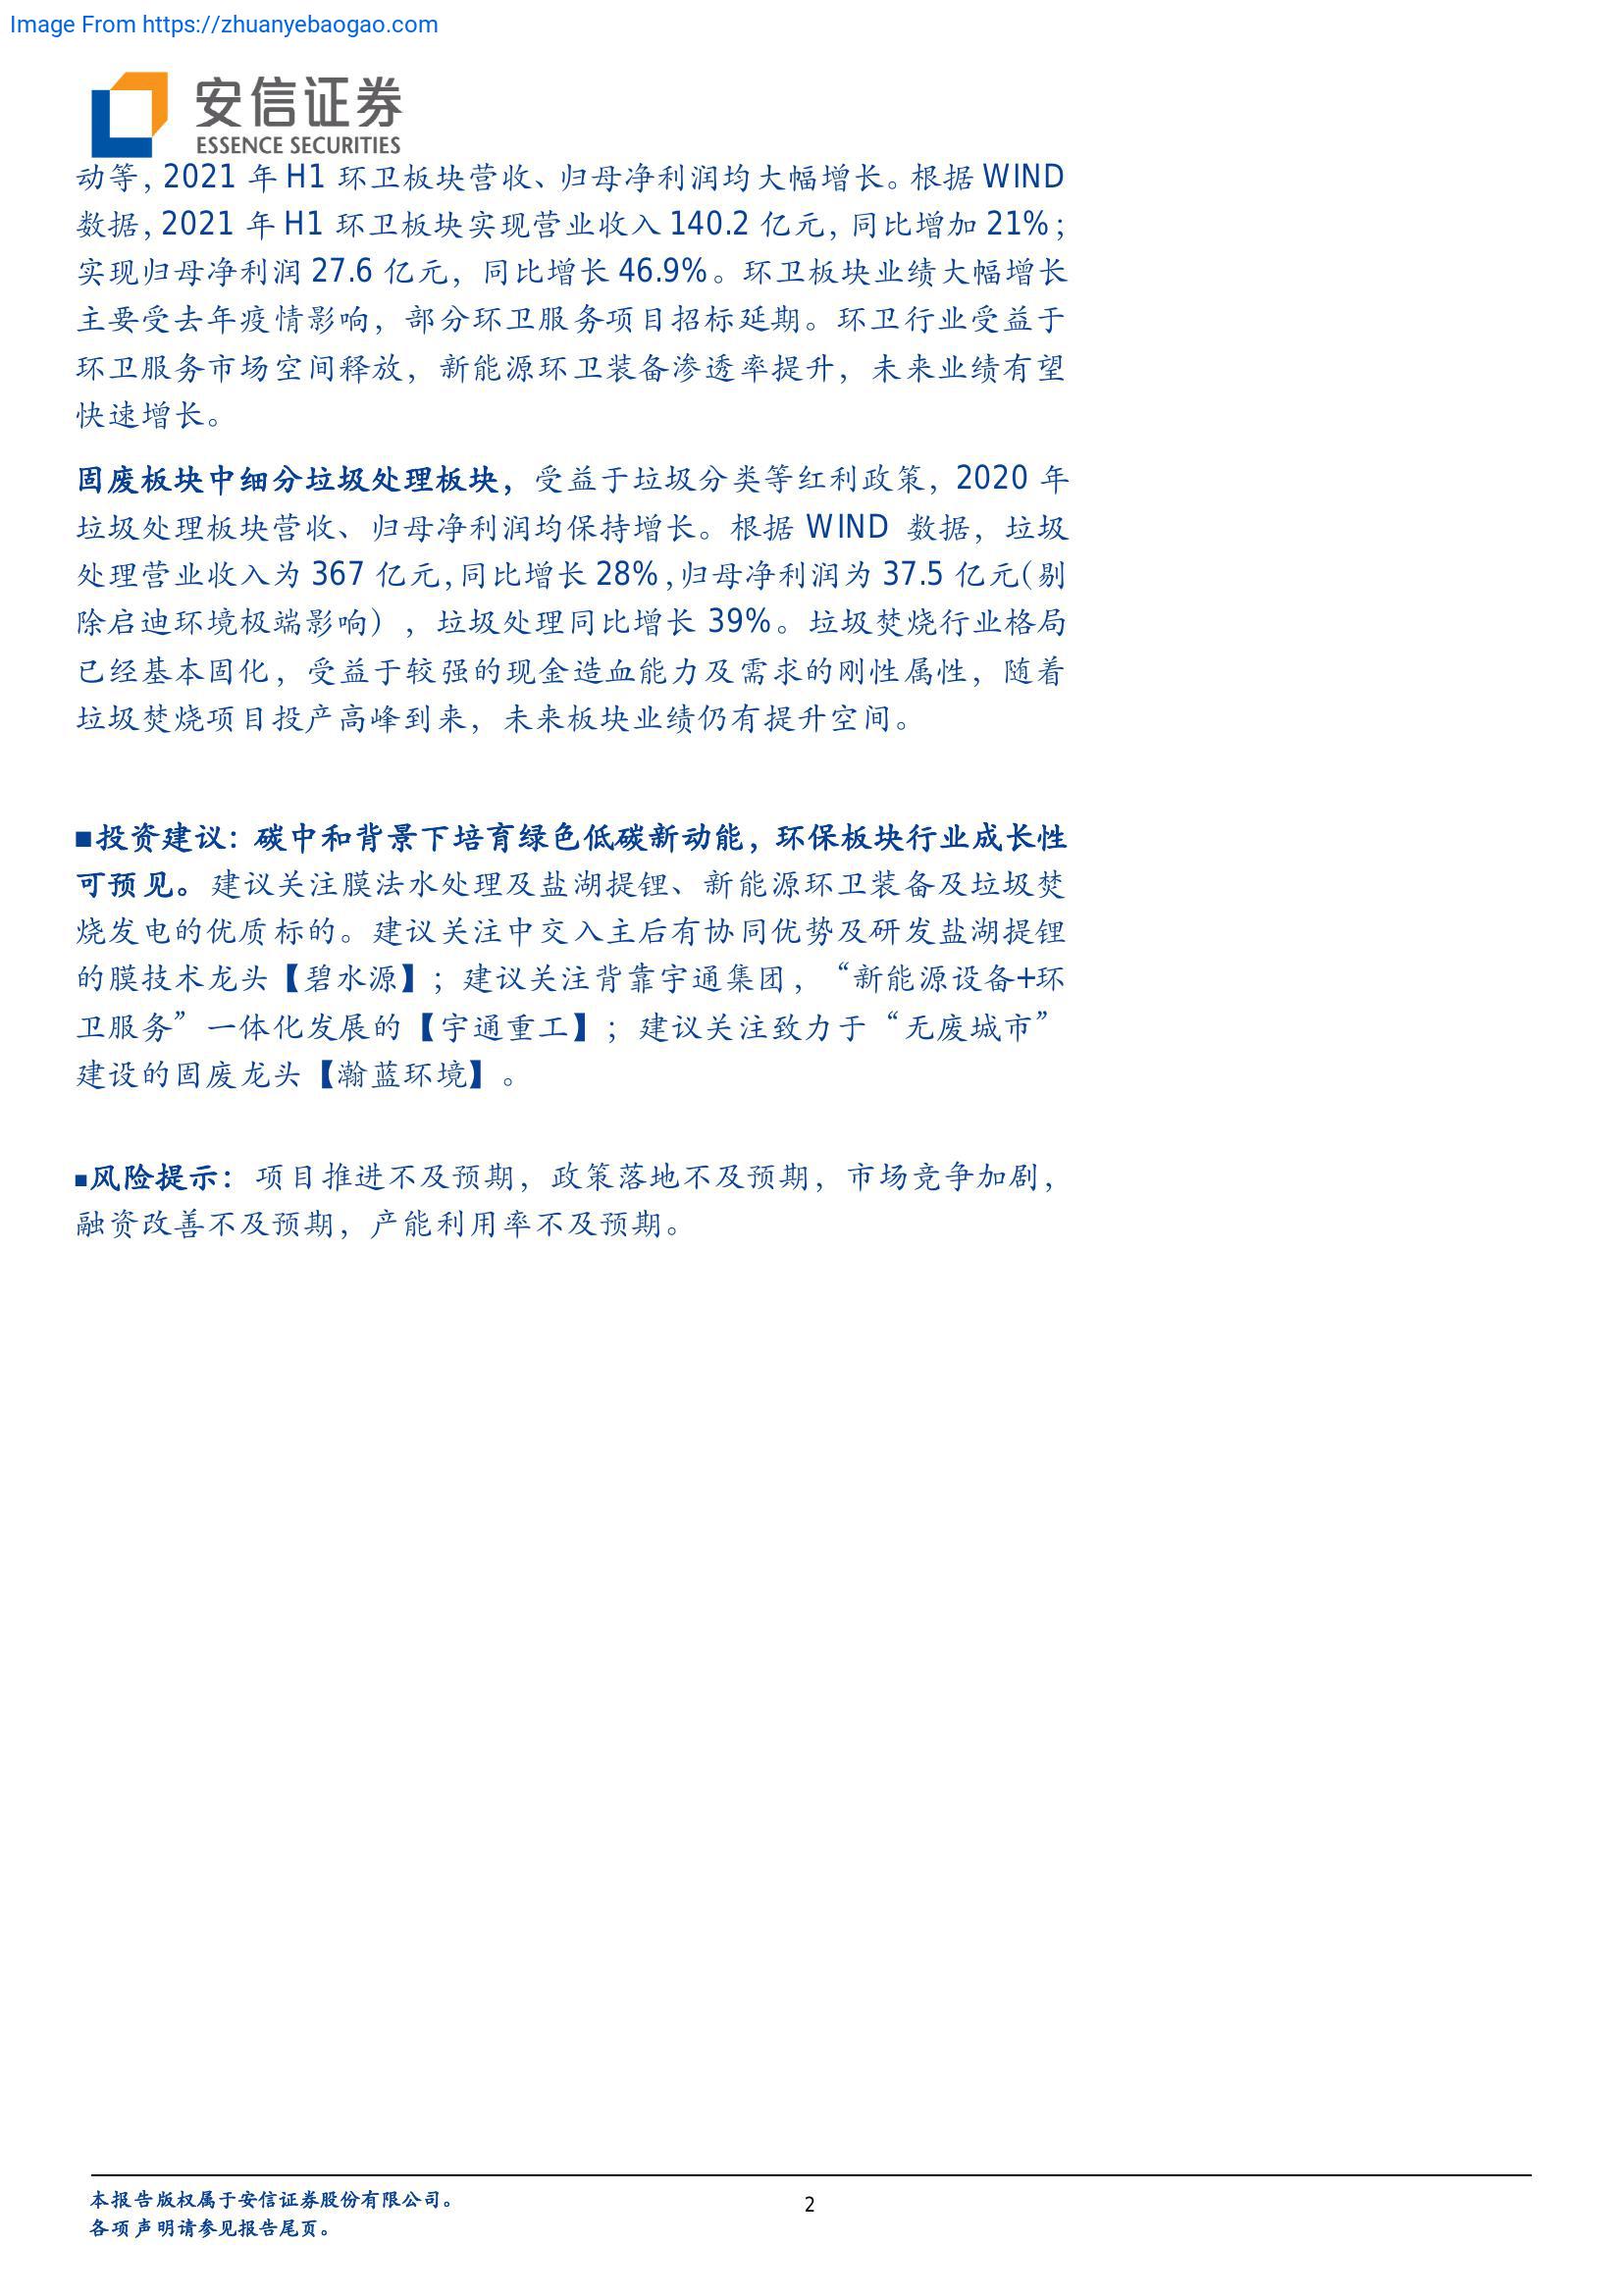 Image From https://zhuanyebaogao.com
安信证券
ESSENCE SECURITIES
动等，2021 年 H1 环卫板块营收、归母净利润均大幅增长。根据 WIND
数据，2021 年 H1 环卫板块实现营业收入 140.2 亿元，同比增加 21%；
实现归母净利润 27.6 亿元，同比增长 46.9%。环卫板块业绩大幅增长
主要受去年疫情影响，部分环卫服务项目招标延期。环卫行业受益于
环卫服务市场空间释放，新能源环卫装备渗透率提升，未来业绩有望
快速增长。
固废板块中细分垃圾处理板块，受益于垃圾分类等红利政策，2020 年
垃圾处理板块营收、归母净利润均保持增长。根据 WIND 数据，垃圾
处理营业收入为 367 亿元，同比增长 28%，归母净利润为 37.5 亿元（剔
除启迪环境极端影响），垃圾处理同比增长 39%。垃圾焚烧行业格局
已经基本固化，受益于较强的现金造血能力及需求的刚性属性，随着
垃圾焚烧项目投产高峰到来，未来板块业绩仍有提升空间。
■投资建议：碳中和背景下培育绿色低碳新动能，环保板块行业成长性
可预见。建议关注膜法水处理及盐湖提锂、新能源环卫装备及垃圾焚
烧发电的优质标的。建议关注中交入主后有协同优势及研发盐湖提锂
的膜技术龙头【碧水源】；建议关注背靠宇通集团，“新能源设备+环
卫服务”一体化发展的【宇通重工】；建议关注致力于“无废城市”
建设的固废龙头【瀚蓝环境】。
■风险提示：项目推进不及预期，政策落地不及预期，市场竞争加剧，
融资改善不及预期，产能利用率不及预期。
本报告版权属于安信证券股份有限公司。
各项声明请参见报告尾页。
2